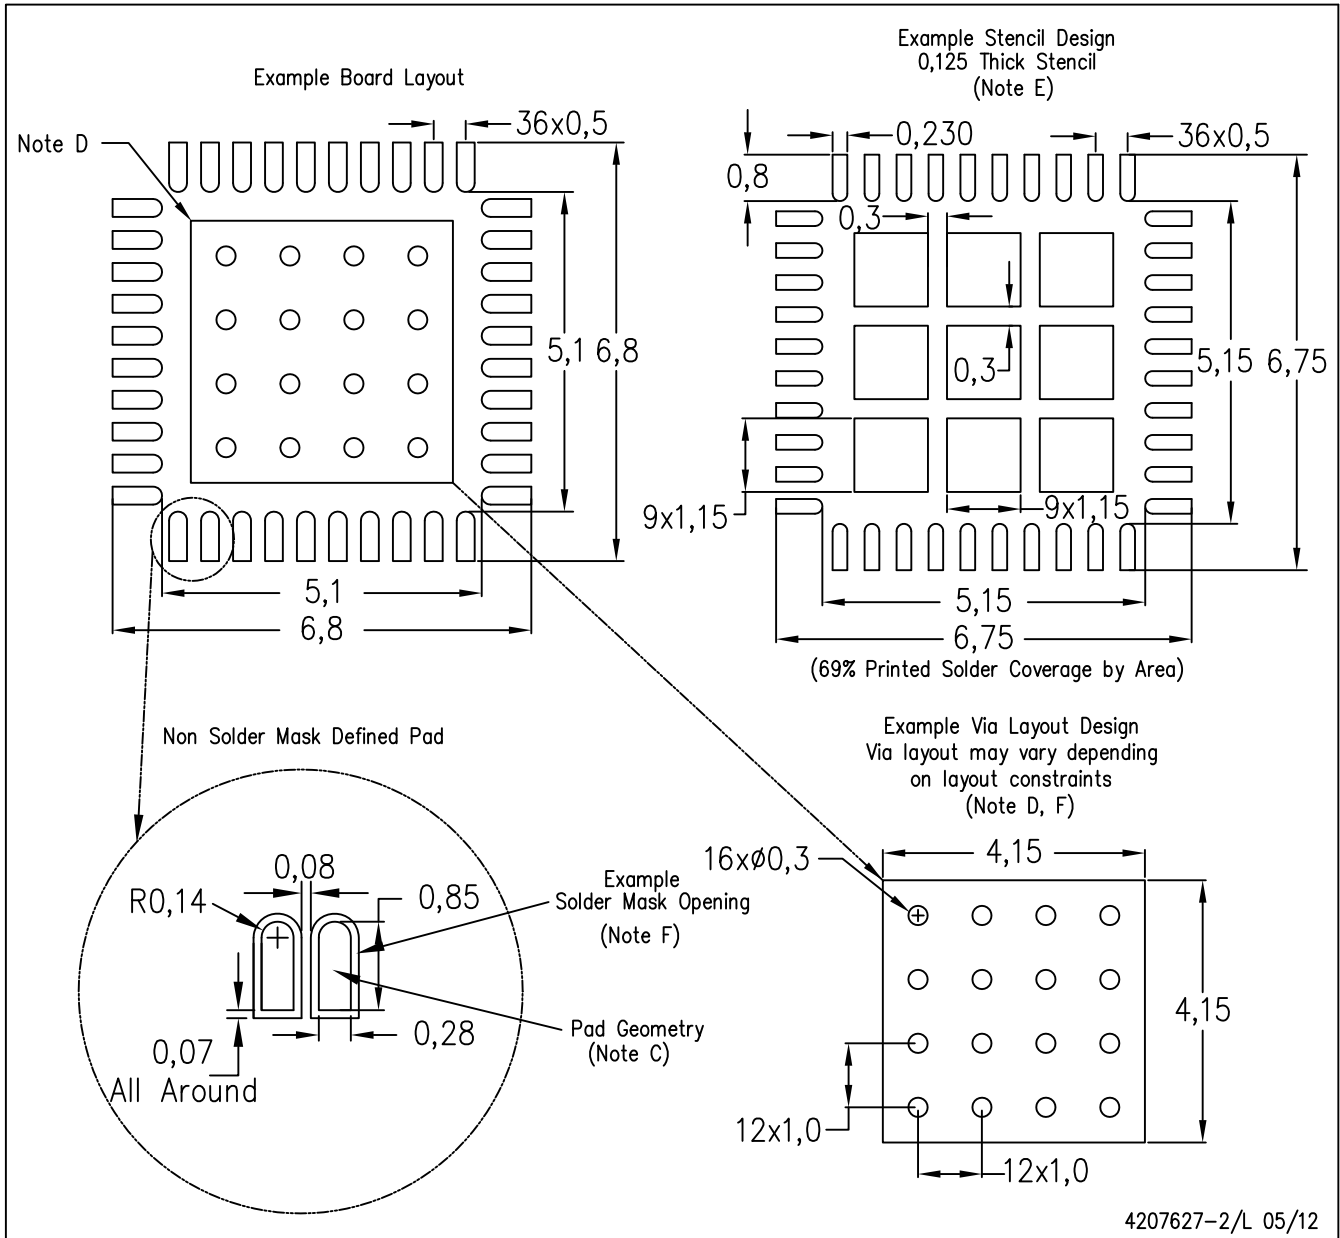 Example Board Layout
Note D
36x0,5
5,1
6,8
5,1
6,8
Example Stencil Design
0,125 Thick Stencil
(Note E)
0,230
36x0,5
0,8
0,3
0,3
5,15
6,75
9x1,15
9x1,15
5,15
6,75
(69% Printed Solder Coverage by Area)
Non Solder Mask Defined Pad
0,08
R0,14
0,85
Example
Solder Mask Opening
(Note F)
Pad Geometry
(Note C)
0,28
0,07
All Around
Example Via Layout Design
Via layout may vary depending
on layout constraints
(Note D, F)
16xø0,3
4,15
4,15
12x1,0
12x1,0
4207627-2/L 05/12